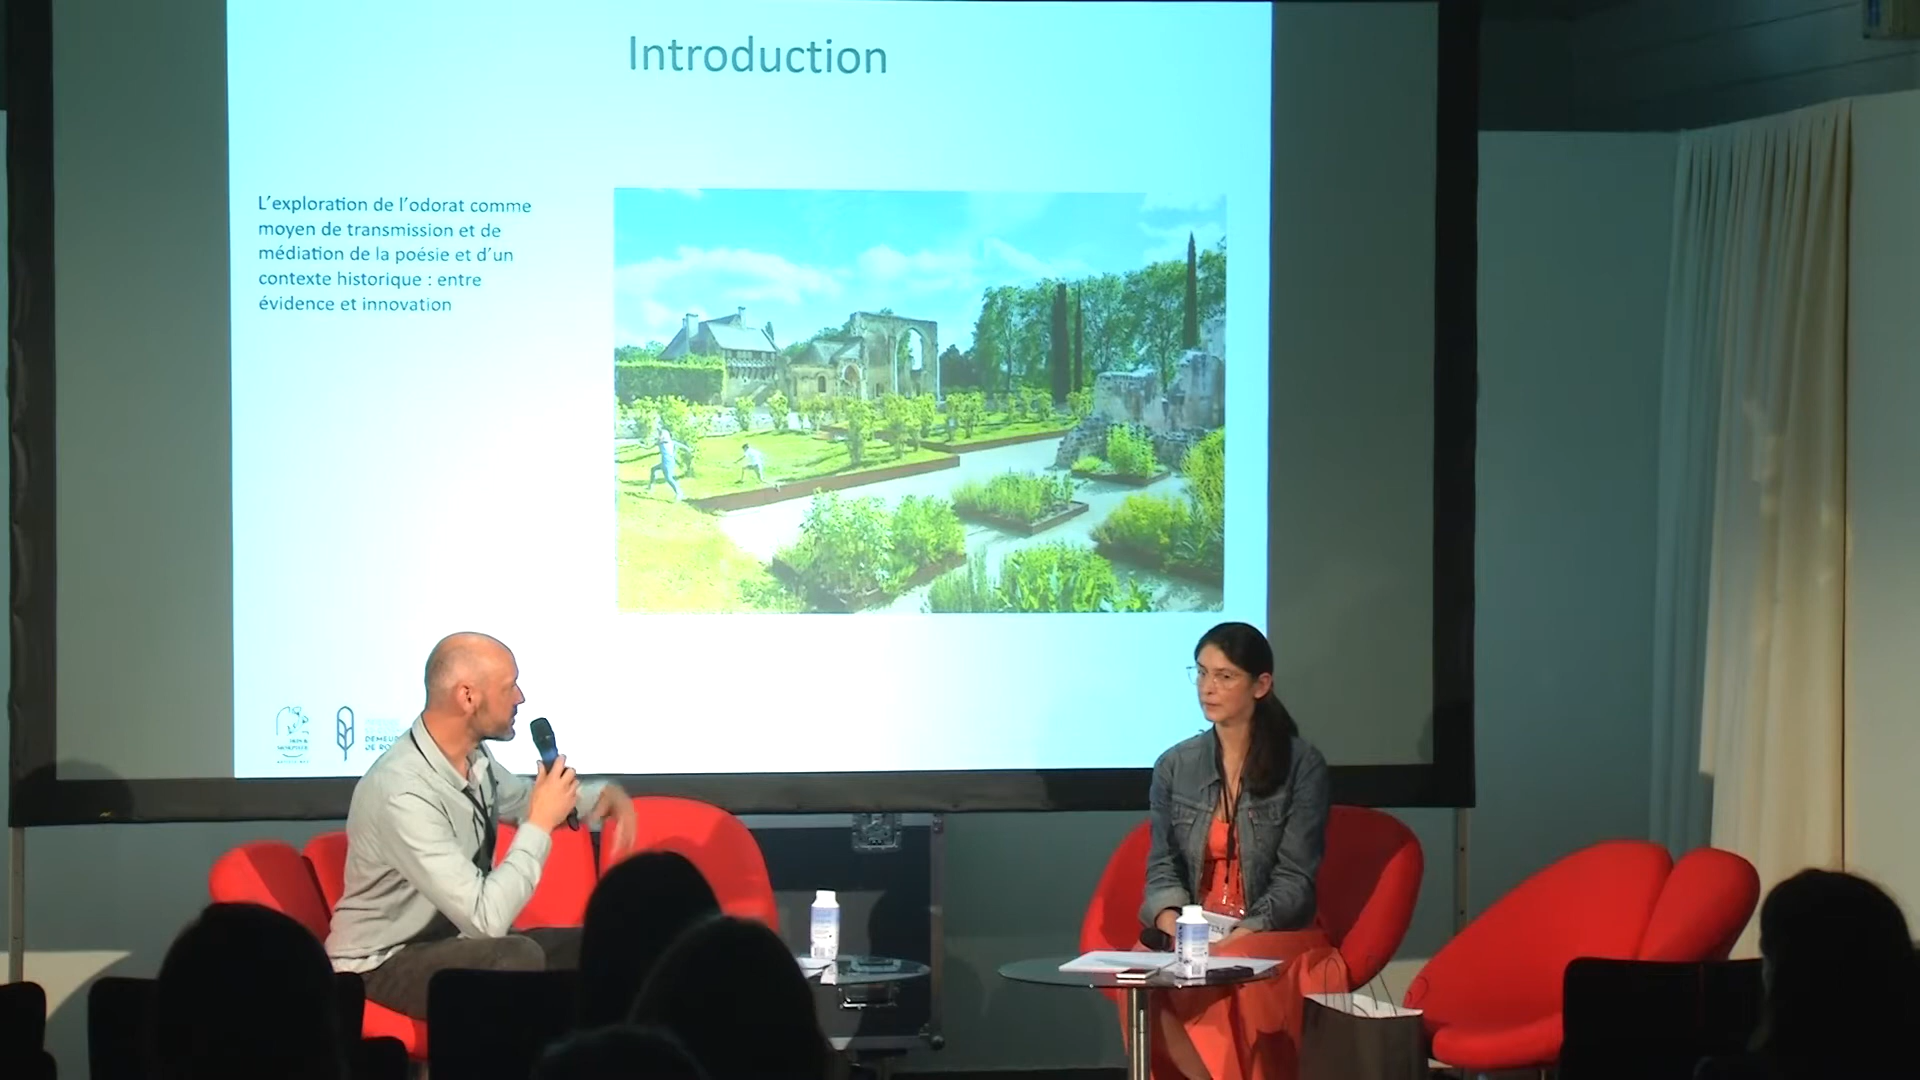 Introduction
L'exploration de l'odorat comme
moyen de transmission et de
médiation de la poésie et d'un
contexte historique : entre
évidence et innovation